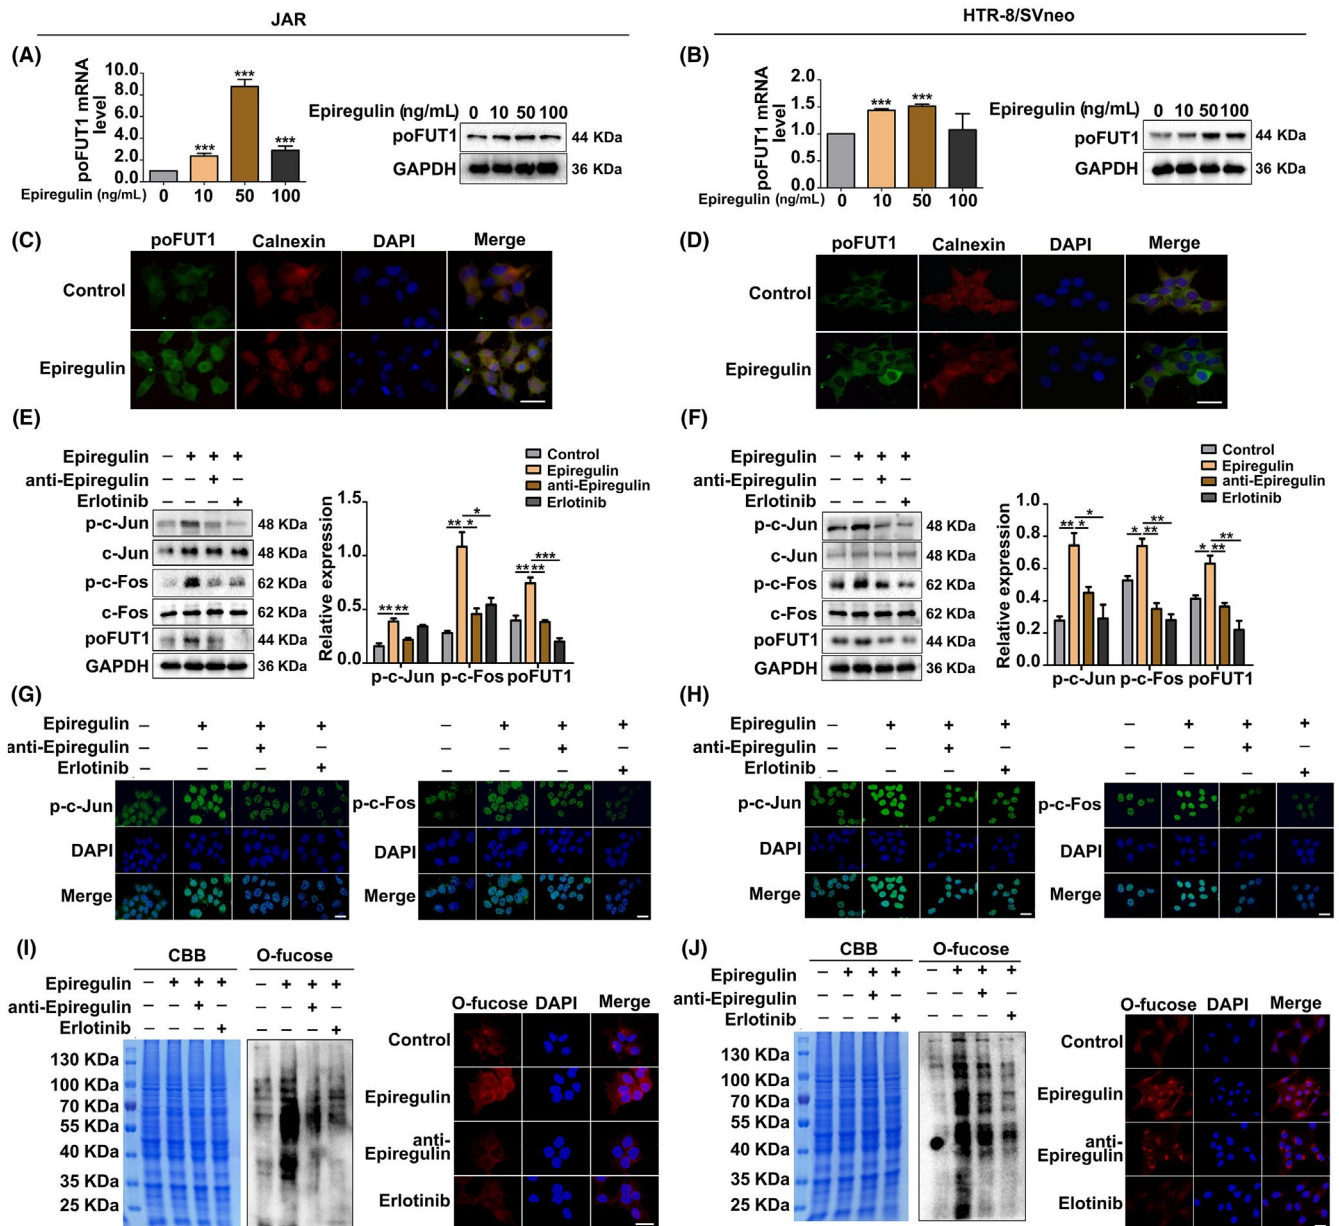 JAR
HTR-8/SVneo
(A)
poFUT1 mRNA
level
10.0
8.0
6.0
4.0
2.0
0.0
***
***
***
Epiregulin (ng/mL) 0 10 50 100
Epiregulin (ng/mL) 0 10 50 100
poFUT1 44 KDa
GAPDH 36 KDa
(B)
poFUT1 mRNA
level
2.0
1.5
1.0
0.5
0.0
*** ***
Epiregulin (ng/mL) 0 10 50 100
Epiregulin (ng/mL) 0 10 50 100
poFUT1 44 KDa
GAPDH 36 KDa
(C)
poFUT1 Calnexin DAPI Merge
Control
Epiregulin
(D)
poFUT1 Calnexin DAPI Merge
Control
Epiregulin
(E)
Epiregulin – + + +
anti-Epiregulin – – + –
Erlotinib – – – +
p-c-Jun 48 KDa
c-Jun 48 KDa
p-c-Fos 62 KDa
c-Fos 62 KDa
poFUT1 44 KDa
GAPDH 36 KDa
Control
Epiregulin
anti-Epiregulin
Erlotinib
Relative expression
1.5
1.0
0.5
0.0
** **
*
** *
***
** **
p-c-Jun p-c-Fos poFUT1
(F)
Epiregulin – + + +
anti-Epiregulin – – + –
Erlotinib – – – +
p-c-Jun 48 KDa
c-Jun 48 KDa
p-c-Fos 62 KDa
c-Fos 62 KDa
poFUT1 44 KDa
GAPDH 36 KDa
Control
Epiregulin
anti-Epiregulin
Erlotinib
Relative expression
1.0
0.8
0.6
0.4
0.2
0.0
*
** *
**
* **
**
* **
p-c-Jun p-c-Fos poFUT1
(G)
Epiregulin – + + +
anti-Epiregulin – – + –
Erlotinib – – – +
p-c-Jun
DAPI
Merge
– + + +
– – + –
– – – +
p-c-Fos
DAPI
Merge
(H)
Epiregulin – + + +
anti-Epiregulin – – + –
Erlotinib – – – +
p-c-Jun
DAPI
Merge
– + + +
– – + –
– – – +
p-c-Fos
DAPI
Merge
(I)
CBB O-fucose
Epiregulin – + + + – + + +
anti-Epiregulin – – + – – – + –
Erlotinib – – – + – – – +
130 KDa
100 KDa
70 KDa
55 KDa
40 KDa
35 KDa
25 KDa
O-fucose DAPI Merge
Control
Epiregulin
anti-
Epiregulin
Erlotinib
(J)
CBB O-fucose
Epiregulin – + + + – + + +
anti-Epiregulin – – + – – – + –
Erlotinib – – – + – – – +
130 KDa
100 KDa
70 KDa
55 KDa
40 KDa
35 KDa
25 KDa
O-fucose DAPI Merge
Control
Epiregulin
anti-
Epiregulin
Elotinib